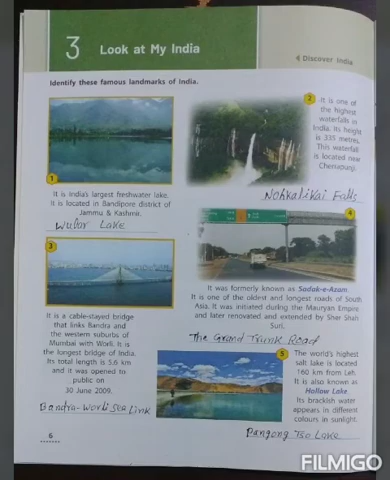 3
Look at My India
Discover India
Identify these famous landmarks of India.
1
It is India's largest freshwater lake.
It is located in Bandipore district of
Jammu & Kashmir.
Wular Lake
2
It is one of
the highest
waterfalls in
India. Its height
is 335 metres.
This waterfall
is located near
Cherrapunji.
Nohkalikai Falls
3
It is a cable-stayed bridge
that links Bandra and
the western suburbs of
Mumbai with Worli. It is
the longest bridge of India.
Its total length is 5.6 km
and it was opened to
public on
30 June 2009.
Bandra-Worli Sea Link
4
It was formerly known as Sadak-e-Azam.
It is one of the oldest and longest roads of South
Asia. It was initiated during the Mauryan Empire
and later renovated and extended by Sher Shah
Suri.
The Grand Trunk Road
5
The world's highest
salt lake is located
160 km from Leh.
It is also known as
Hollow Lake.
Its brackish water
appears in different
colours in sunlight.
Pangong Tso Lake
6
FILMIGO